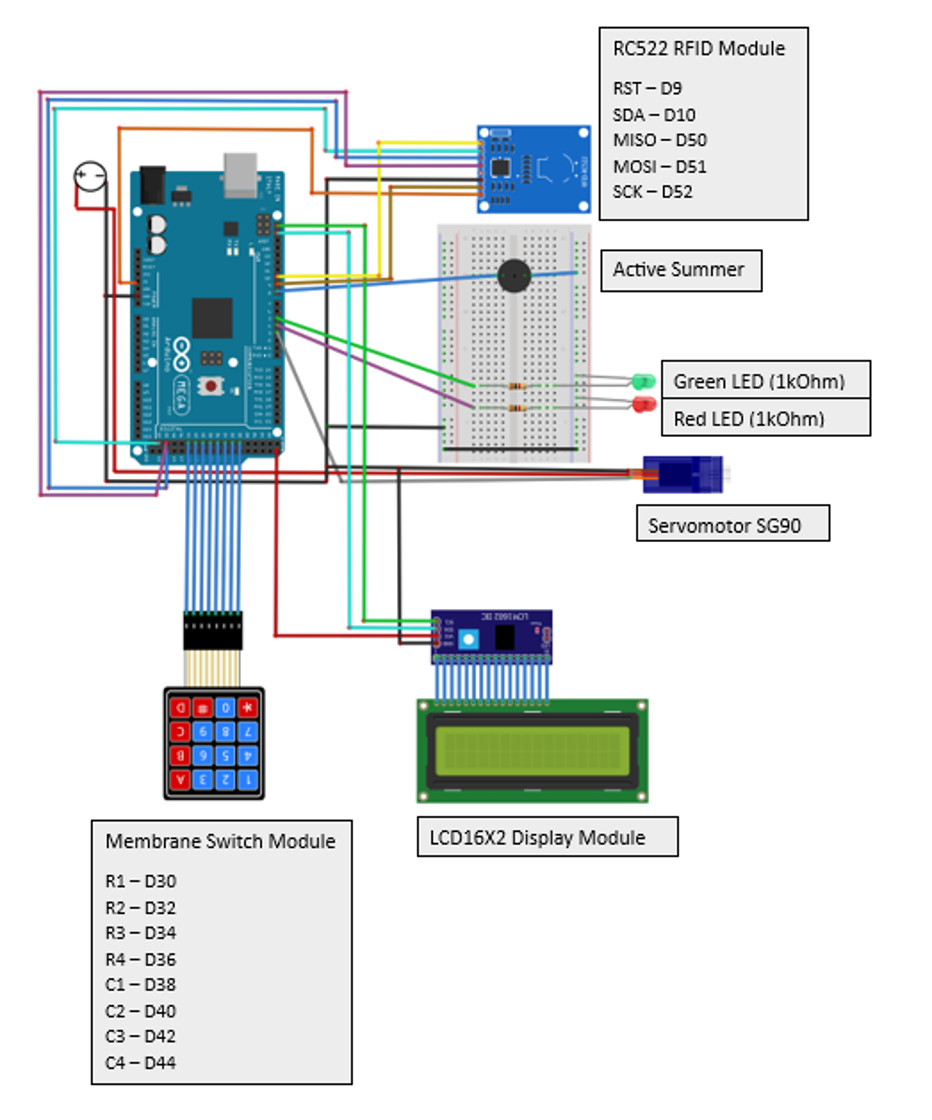 RC522 RFID Module
RST – D9
SDA – D10
MISO – D50
MOSI – D51
SCK – D52
Active Summer
Green LED (1kOhm)
Red LED (1kOhm)
Servomotor SG90
LCM1602 IIC
LCD16X2 Display Module
MEGA
D # 0 *
C 9 8 7
B 6 5 4
A 3 2 1
Membrane Switch Module
R1 – D30
R2 – D32
R3 – D34
R4 – D36
C1 – D38
C2 – D40
C3 – D42
C4 – D44